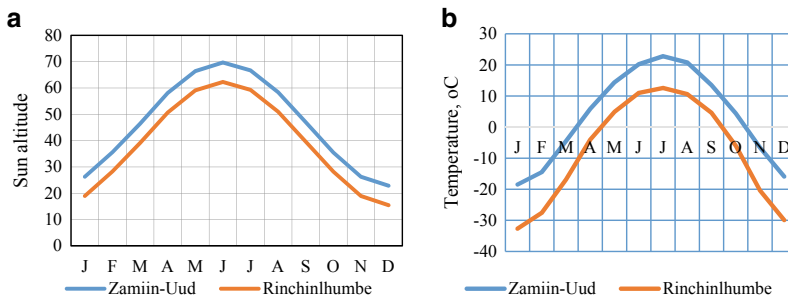 a
80
70
60
50
40
30
20
10
0
Sun altitude
J F M A M J J A S O N D
Zamiin-Uud Rinchinlhumbe
b
30
20
10
0
-10
-20
-30
-40
Temperature, oC
J F M A M J J A S O N D
Zamiin-Uud Rinchinlhumbe